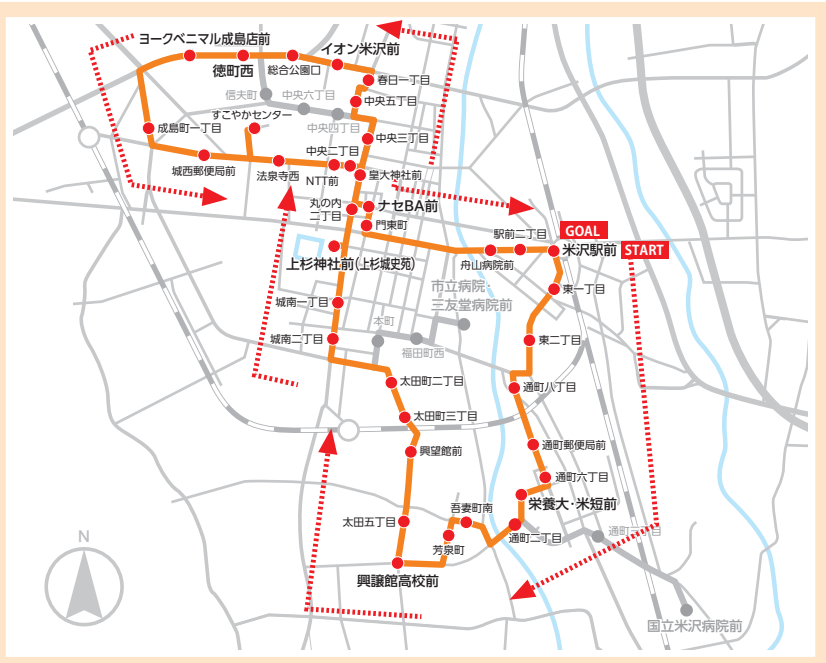 ヨークベニマル成島店前
イオン米沢前
徳町西
総合公園口
春日一丁目
信夫町
中央六丁目
中央五丁目
すこやかセンター
中央四丁目
成島町一丁目
中央三丁目
中央二丁目
城西郵便局前
法泉寺西
NTT前
皇大神社前
丸の内
二丁目
ナセBA前
門東町
GOAL
駅前二丁目
米沢駅前
START
舟山病院前
上杉神社前(上杉城史苑)
市立病院・
三友堂病院前
東一丁目
城南一丁目
本町
城南二丁目
福田町西
東二丁目
太田町二丁目
通町八丁目
太田町三丁目
通町郵便局前
興望館前
通町六丁目
栄養大・米短前
吾妻町南
太田五丁目
通町二丁目
通町三丁目
芳泉町
興譲館高校前
N
国立米沢病院前